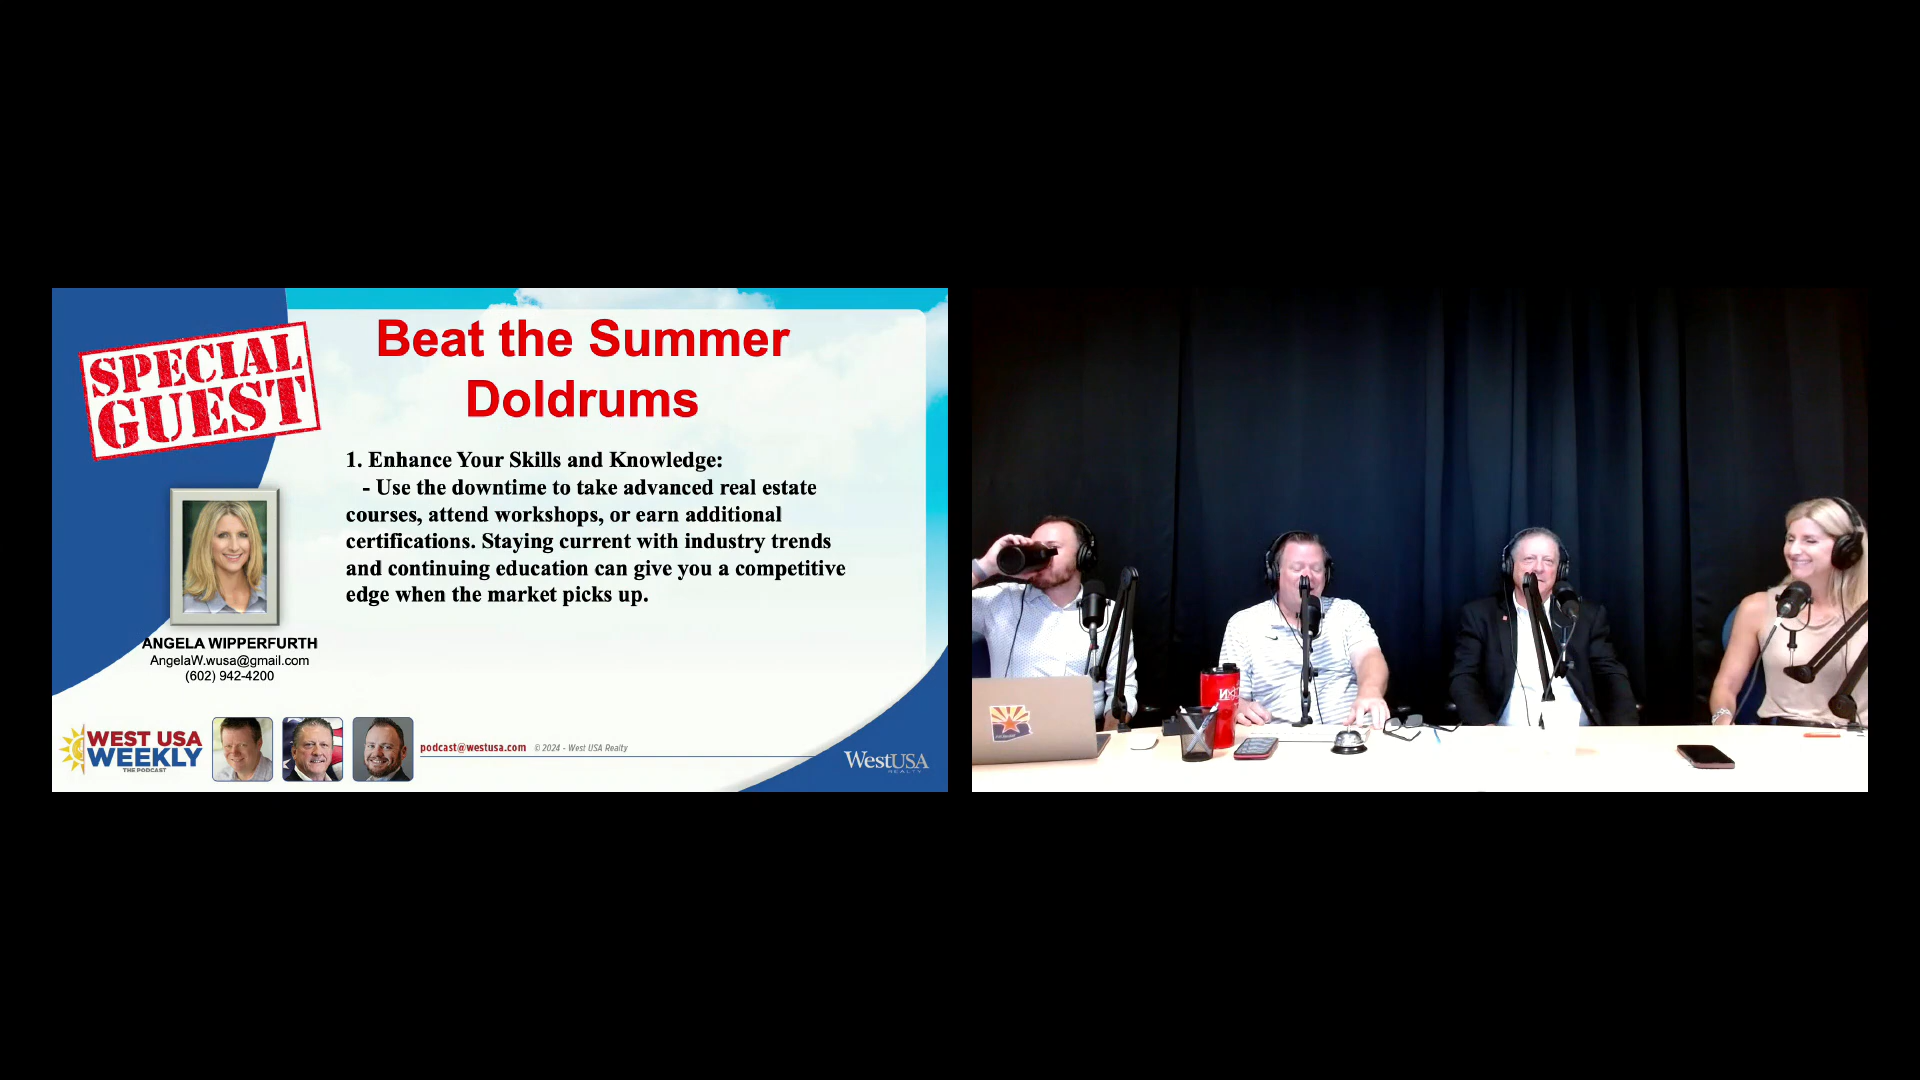 SPECIAL
GUEST
Beat the Summer
Doldrums
1. Enhance Your Skills and Knowledge:
- Use the downtime to take advanced real estate
courses, attend workshops, or earn additional
certifications. Staying current with industry trends
and continuing education can give you a competitive
edge when the market picks up.
ANGELA WIPPERFURTH
AngelaW.wusa@gmail.com
(602) 942-4200
WEST USA
WEEKLY
THE PODCAST
podcast@westusa.com © 2024 - West USA Realty
WestUSA
REALTY